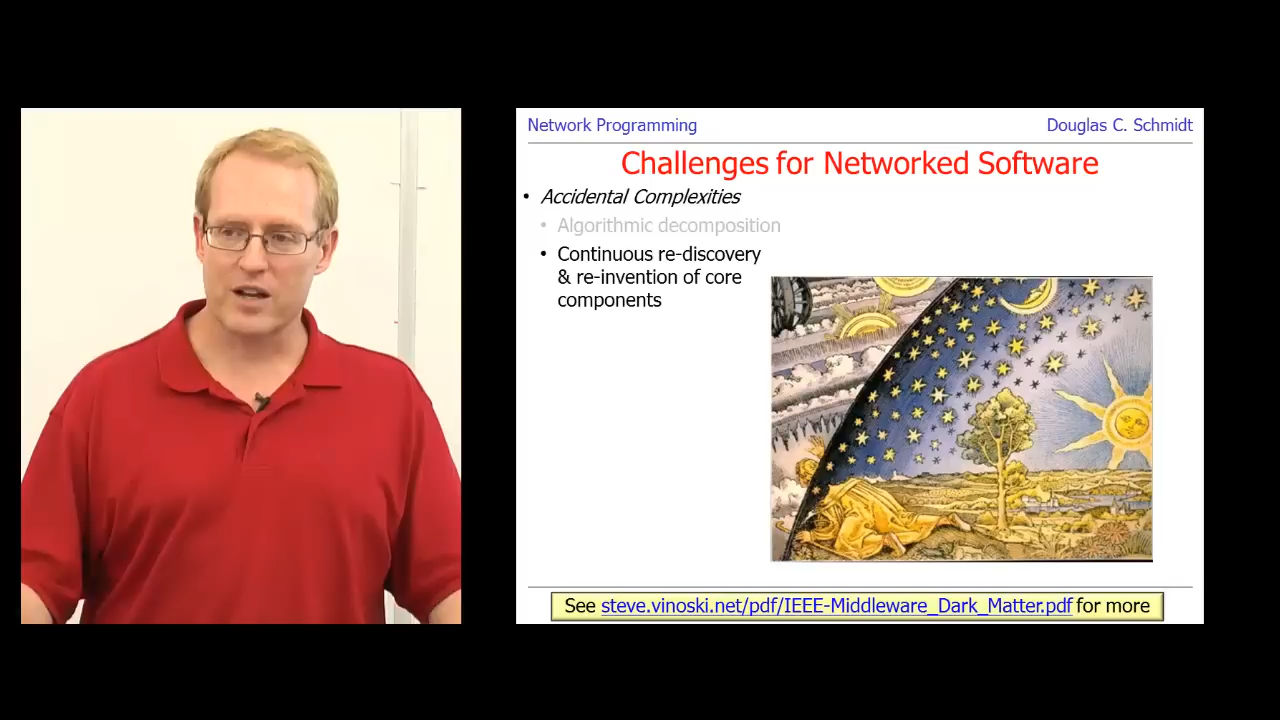 Network Programming
Douglas C. Schmidt
Challenges for Networked Software
• Accidental Complexities
• Algorithmic decomposition
• Continuous re-discovery
& re-invention of core
components
See steve.vinoski.net/pdf/IEEE-Middleware_Dark_Matter.pdf for more